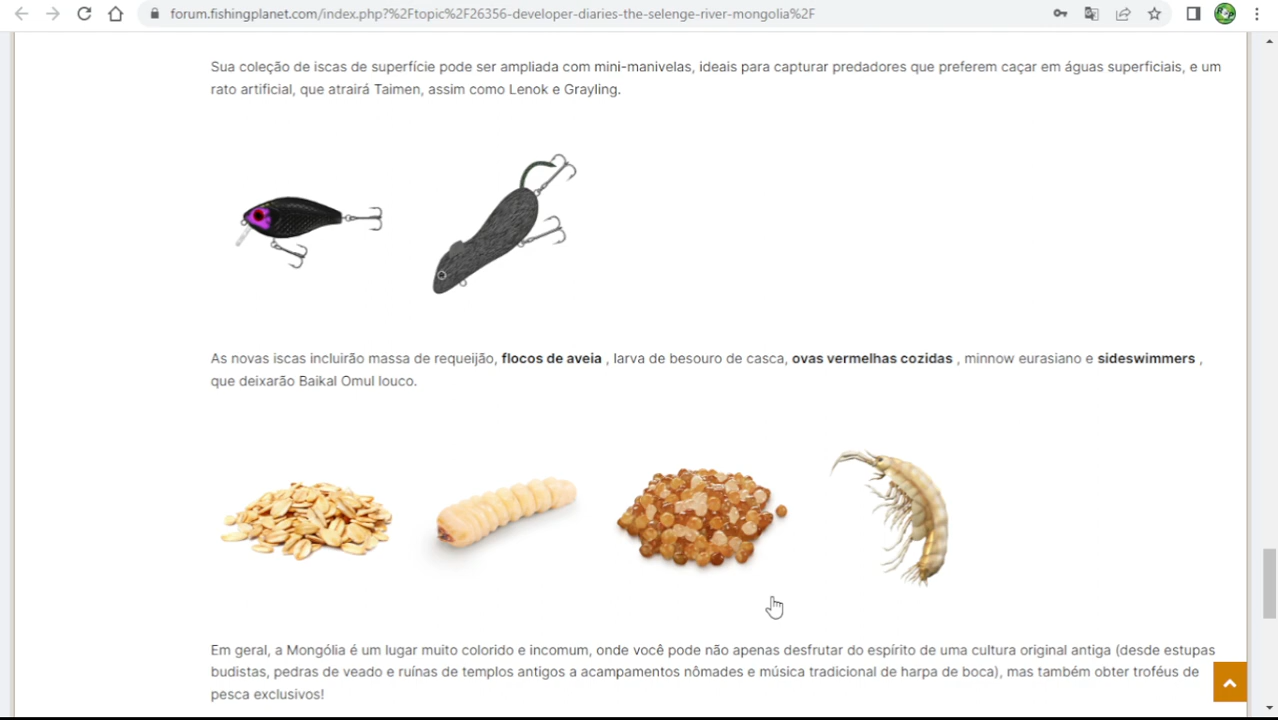 forum.fishingplanet.com/index.php?%2Ftopic%2F26356-developer-diaries-the-selenge-river-mongolia%2F
Sua coleção de iscas de superfície pode ser ampliada com mini-manivelas, ideais para capturar predadores que preferem caçar em águas superficiais, e um
rato artificial, que atrairá Taimen, assim como Lenok e Grayling.
As novas iscas incluirão massa de requeijão, flocos de aveia , larva de besouro de casca, ovas vermelhas cozidas , minnow eurasiano e sideswimmers ,
que deixarão Baikal Omul louco.
Em geral, a Mongólia é um lugar muito colorido e incomum, onde você pode não apenas desfrutar do espírito de uma cultura original antiga (desde estupas
budistas, pedras de veado e ruínas de templos antigos a acampamentos nômades e música tradicional de harpa de boca), mas também obter troféus de
pesca exclusivos!